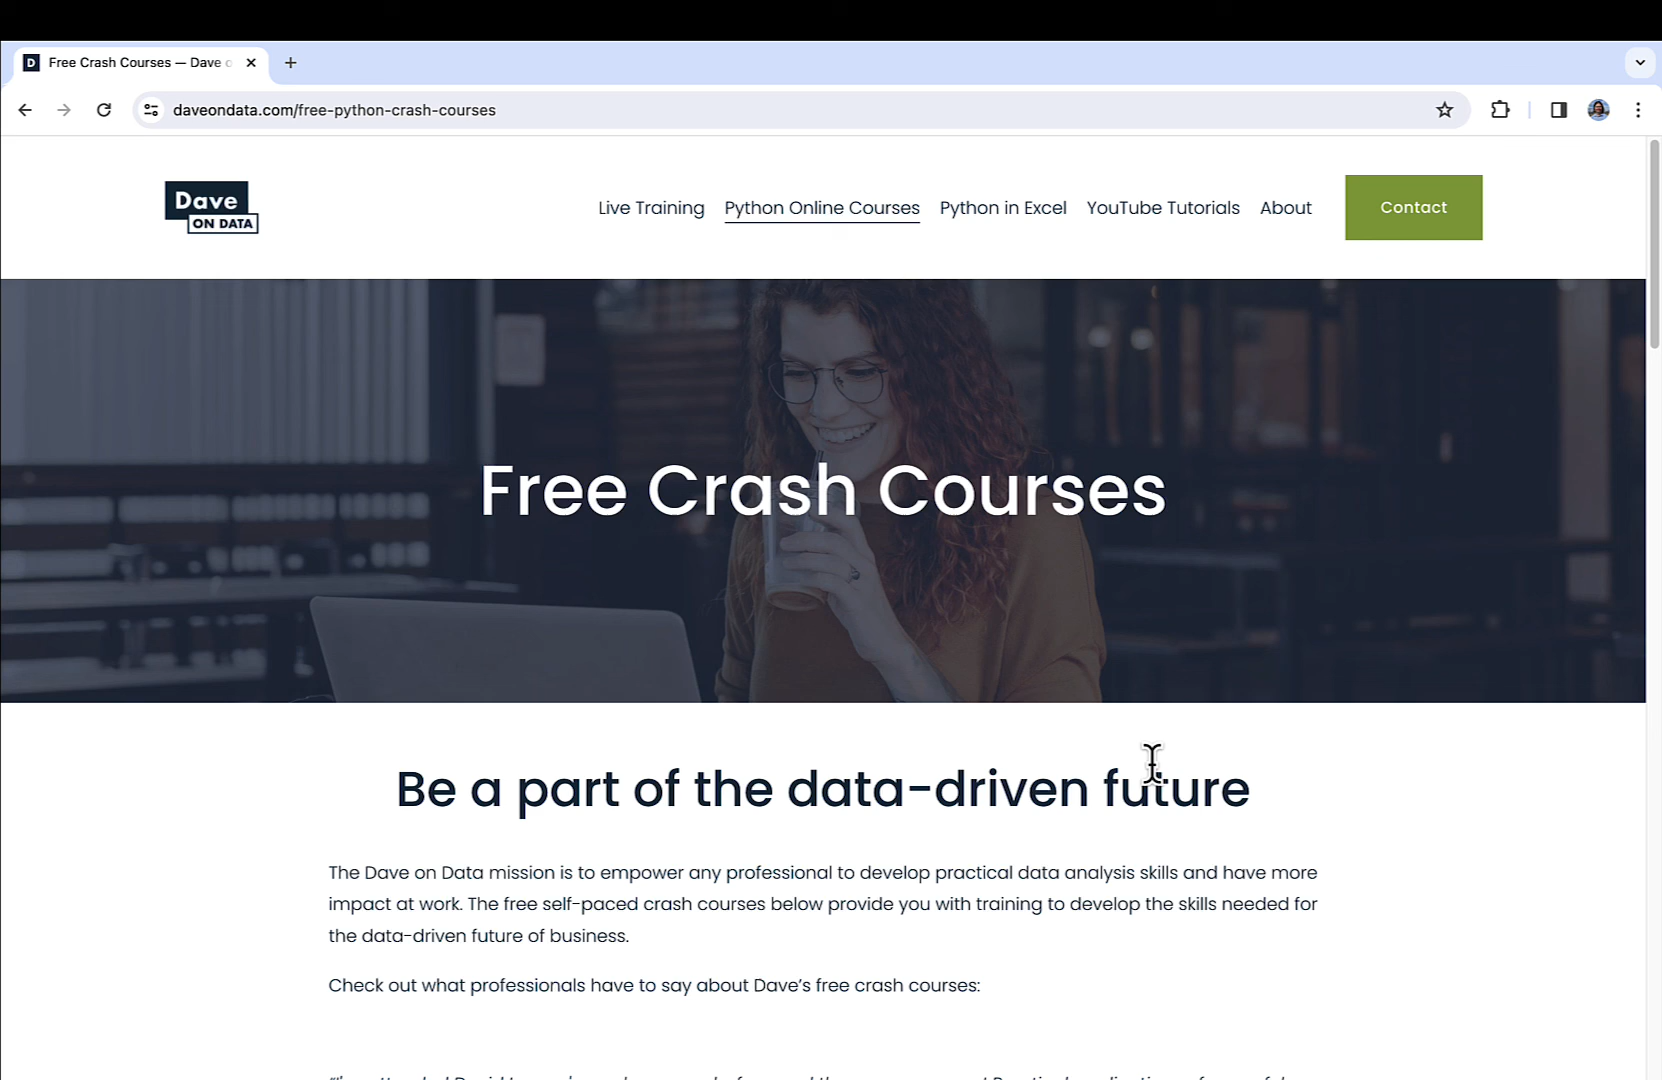 Free Crash Courses — Dave o
daveondata.com/free-python-crash-courses
Dave
ON DATA
Live Training
Python Online Courses
Python in Excel
YouTube Tutorials
About
Contact
Free Crash Courses
Be a part of the data-driven future
The Dave on Data mission is to empower any professional to develop practical data analysis skills and have more
impact at work. The free self-paced crash courses below provide you with training to develop the skills needed for
the data-driven future of business.
Check out what professionals have to say about Dave’s free crash courses: